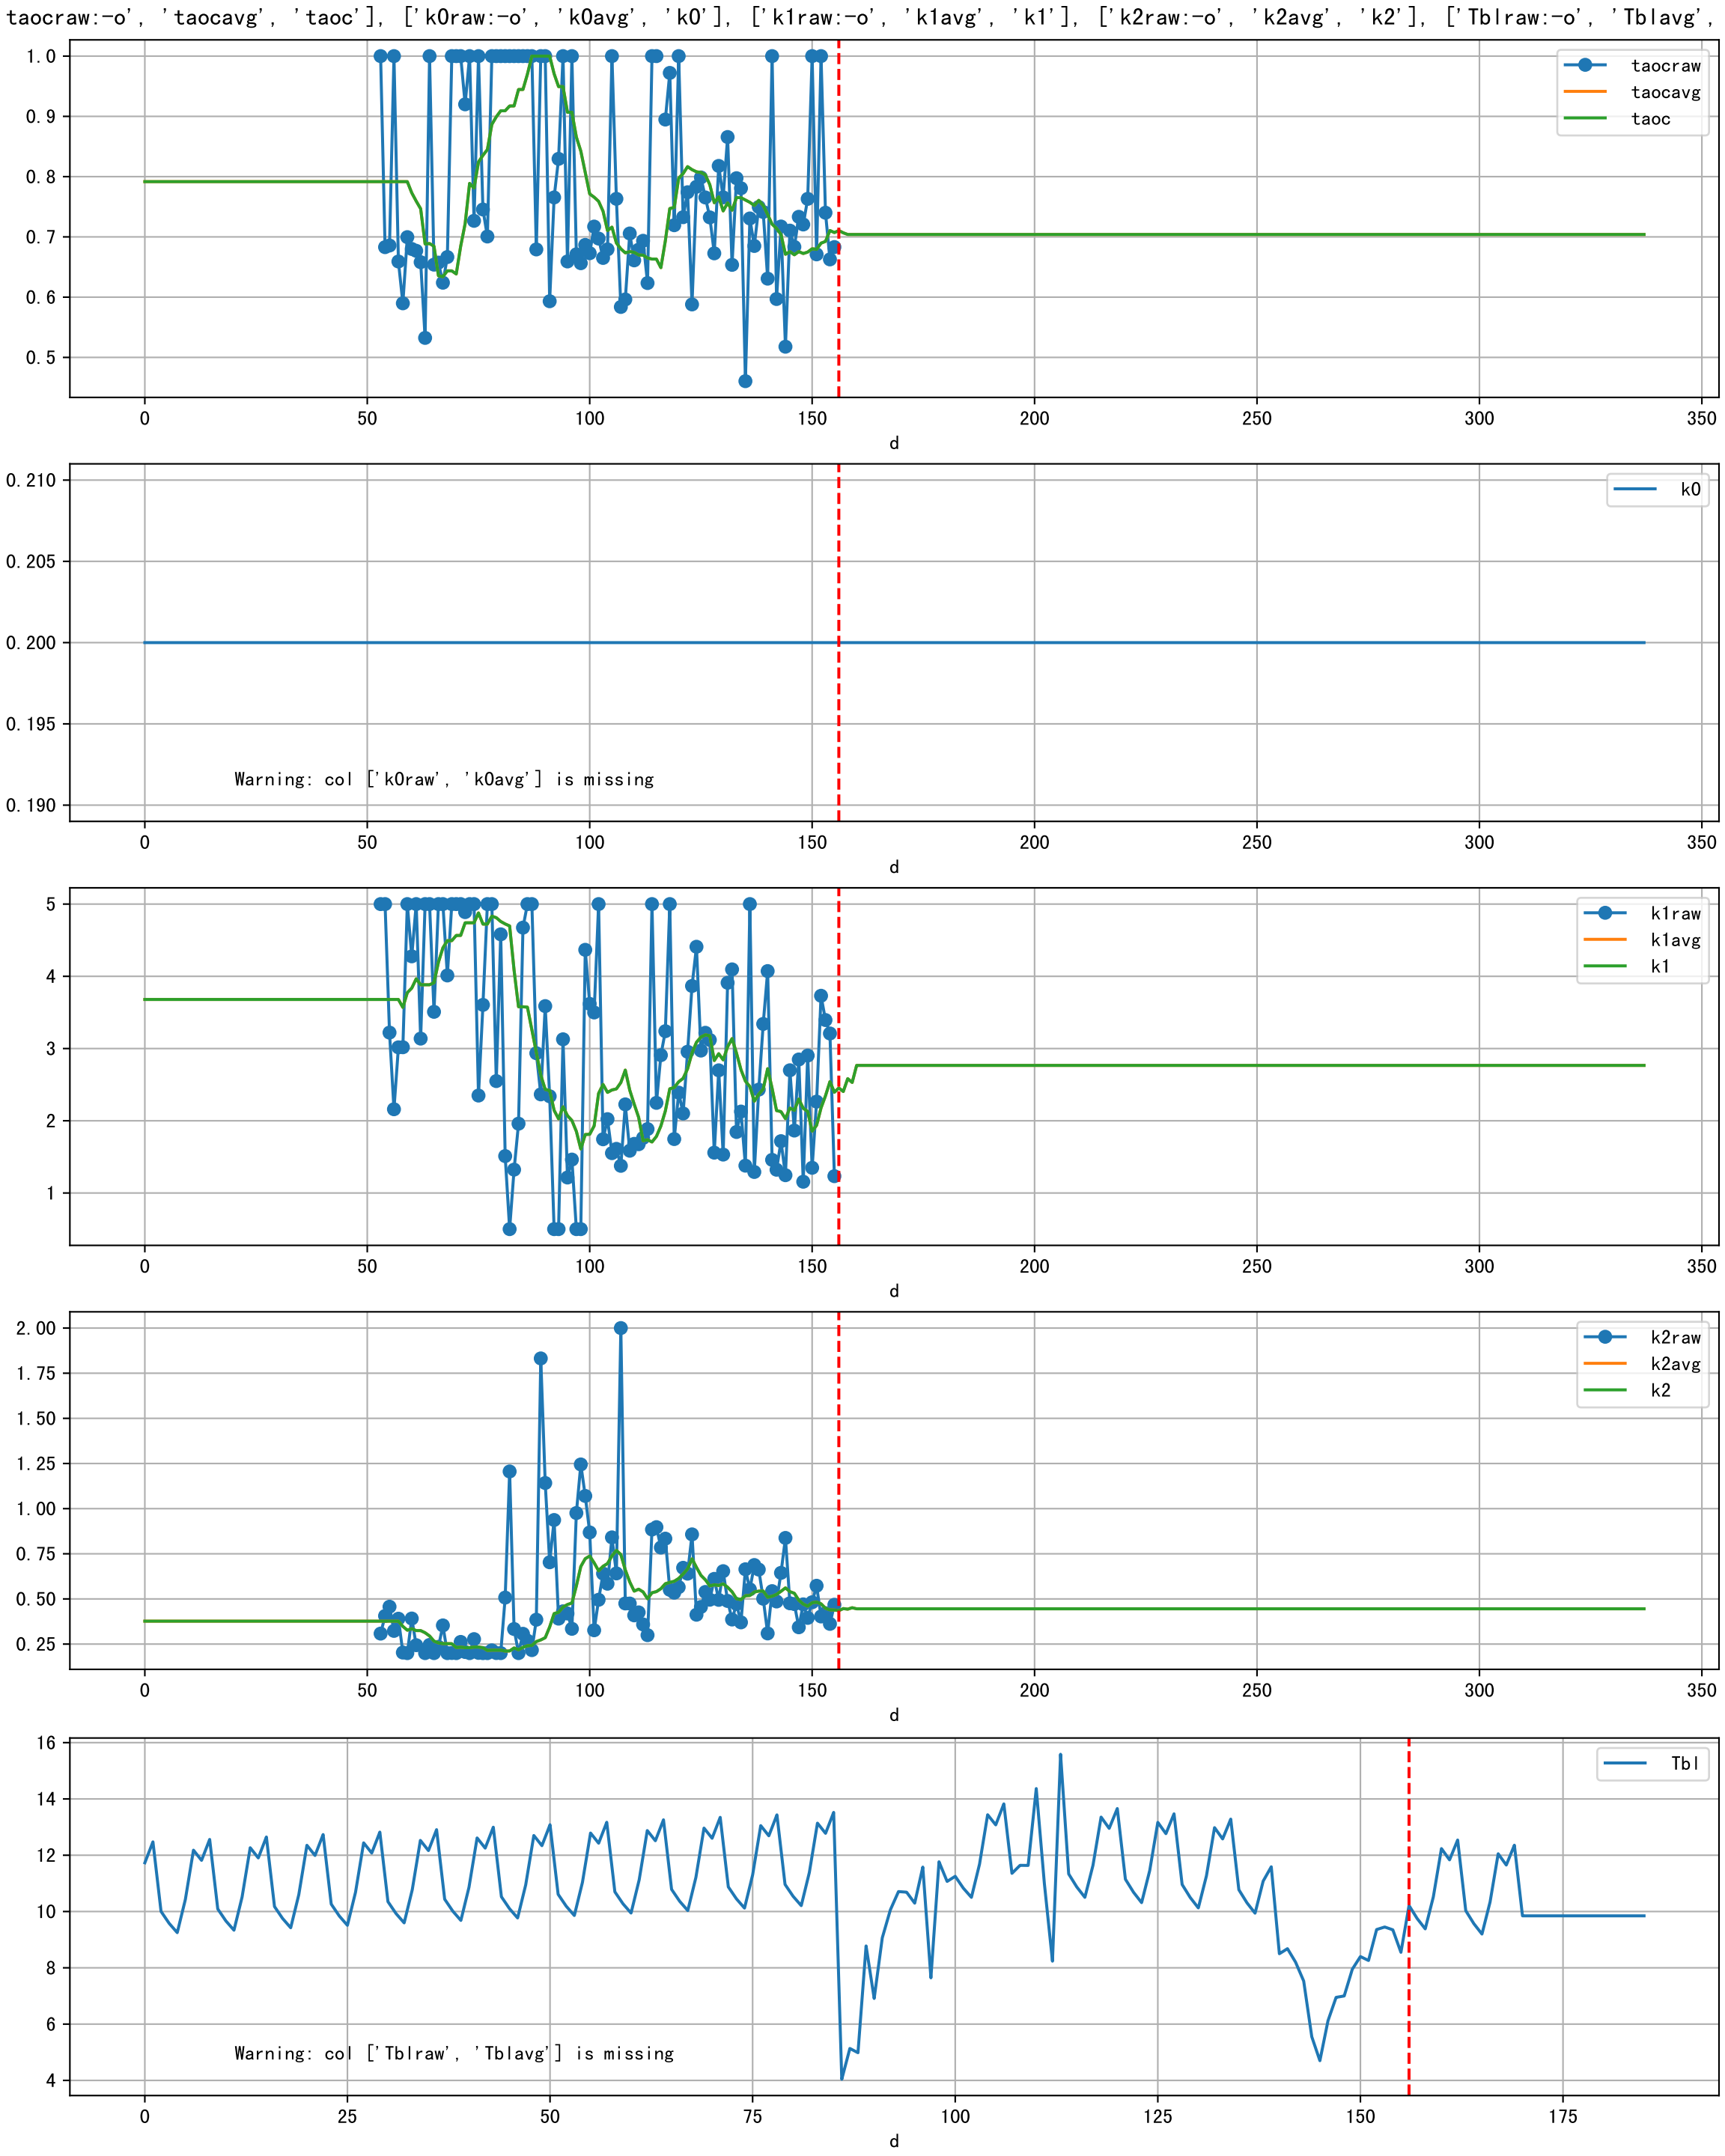 taocraw:-o', 'taocavg', 'taoc'], ['k0raw:-o', 'k0avg', 'k0'], ['k1raw:-o', 'k1avg', 'k1'], ['k2raw:-o', 'k2avg', 'k2'], ['Tblraw:-o', 'Tblavg',
1.0
0.9
0.8
0.7
0.6
0.5
taocraw
taocavg
taoc
0 50 100 150 200 250 300 350
d
0.210
0.205
0.200
0.195
0.190
k0
Warning: col ['k0raw', 'k0avg'] is missing
0 50 100 150 200 250 300 350
d
5
4
3
2
1
k1raw
k1avg
k1
0 50 100 150 200 250 300 350
d
2.00
1.75
1.50
1.25
1.00
0.75
0.50
0.25
k2raw
k2avg
k2
0 50 100 150 200 250 300 350
d
16
14
12
10
8
6
4
Tbl
Warning: col ['Tblraw', 'Tblavg'] is missing
0 25 50 75 100 125 150 175
d